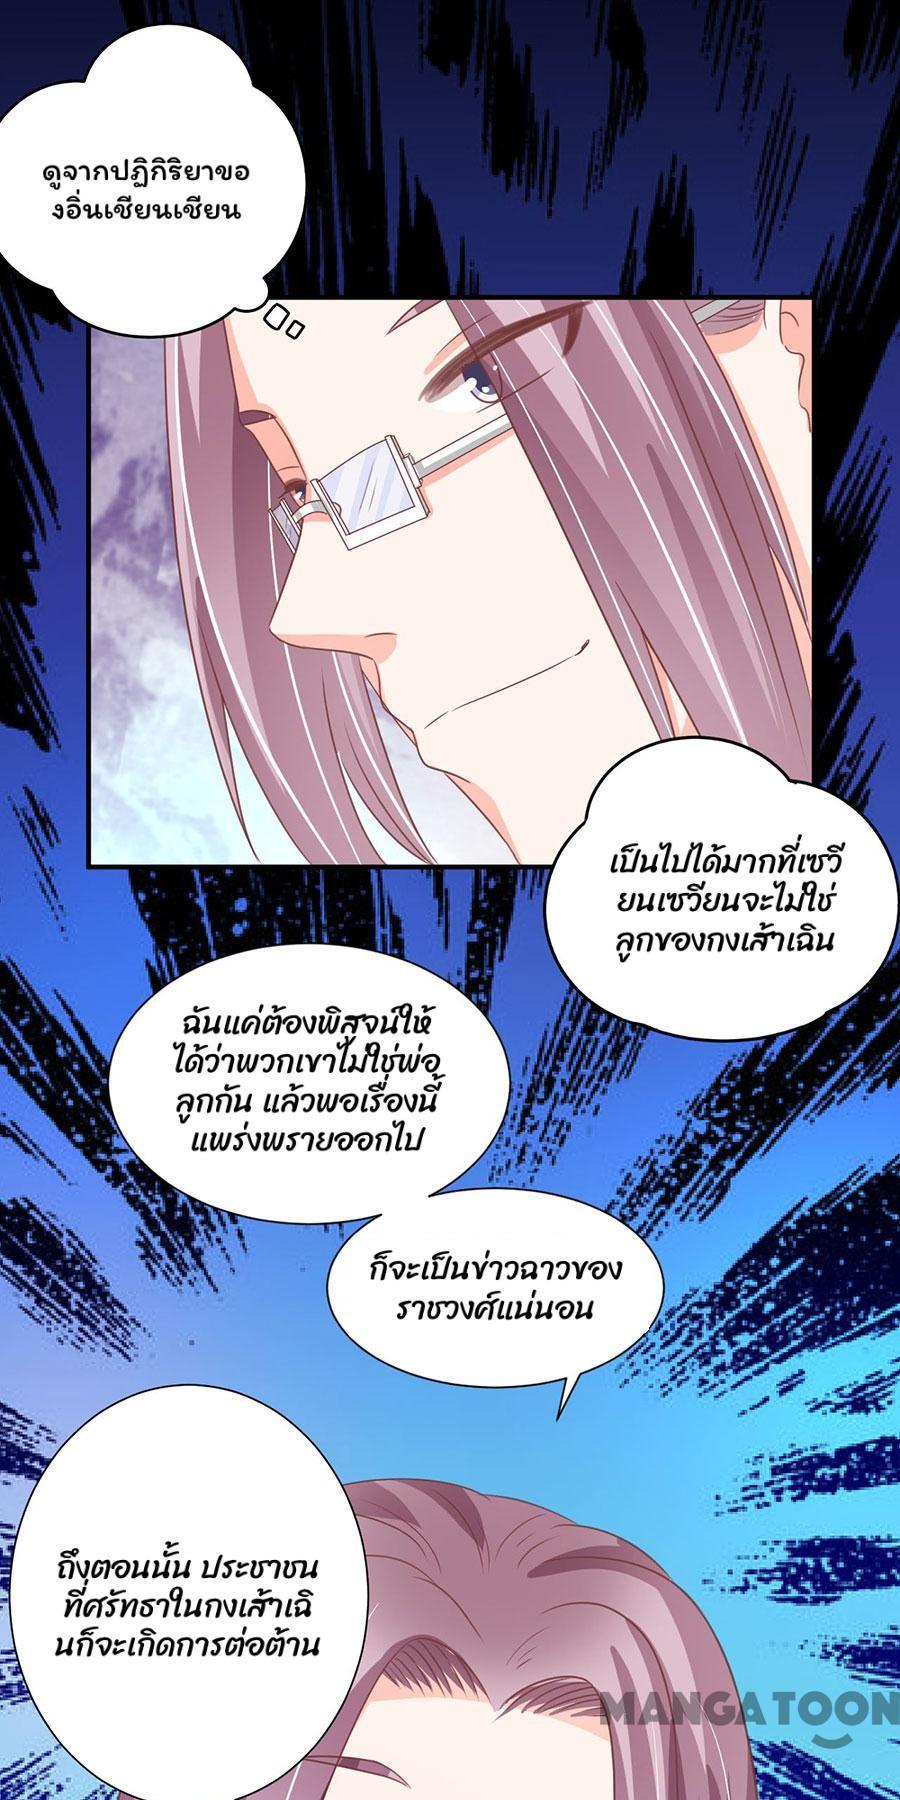 ดูจากปฏิกิริยาขอ
งอิ่นเชียนเชียน
เป็นไปได้มากที่เซวี
ยนเซวียนจะไม่ใช่
ลูกของกงเส้าเฉิน
ฉันแค่ต้องพิสูจน์ให้
ได้ว่าพวกเขาไม่ใช่พ่อ
ลูกกัน แล้วพอเรื่องนี้
แพร่งพรายออกไป
ก็จะเป็นข่าวฉาวของ
ราชวงศ์แน่นอน
ถึงตอนนั้น ประชาชน
ที่ศรัทธาในกงเส้าเฉิ
นก็จะเกิดการต่อต้าน
MANGATOON